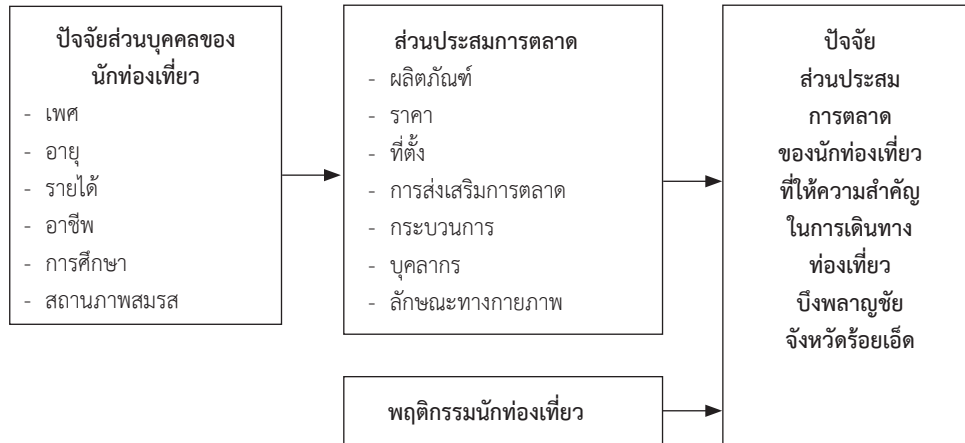 ปัจจัยส่วนบุคคลของ
นักท่องเที่ยว
- เพศ
- อายุ
- รายได้
- อาชีพ
- การศึกษา
- สถานภาพสมรส
ส่วนประสมการตลาด
- ผลิตภัณฑ์
- ราคา
- ที่ตั้ง
- การส่งเสริมการตลาด
- กระบวนการ
- บุคลากร
- ลักษณะทางกายภาพ
พฤติกรรมนักท่องเที่ยว
ปัจจัย
ส่วนประสม
การตลาด
ของนักท่องเที่ยว
ที่ให้ความสำคัญ
ในการเดินทาง
ท่องเที่ยว
บึงพลาญชัย
จังหวัดร้อยเอ็ด